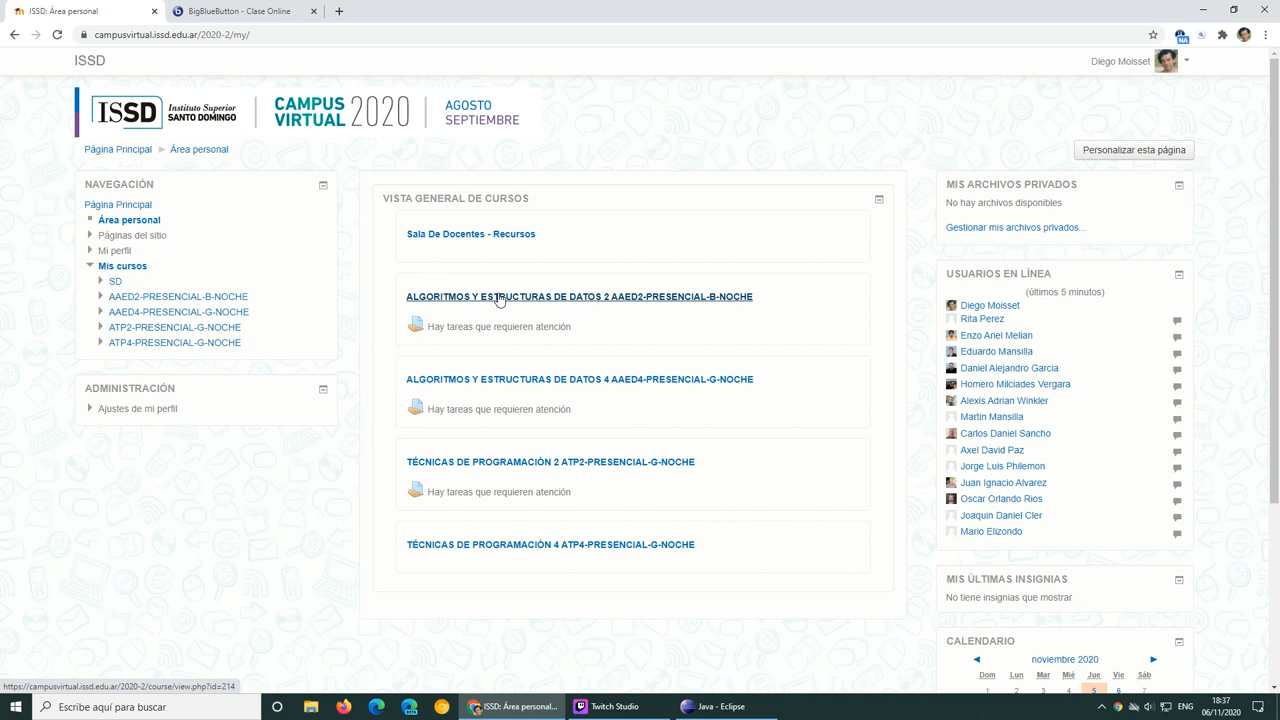 ISSD: Área personal
BigBlueButton - Clase Online
campusvirtual.issd.edu.ar/2020-2/my/
NA
ISSD
Diego Moisset
ISSD
Instituto Superior
SANTO DOMINGO
CAMPUS
VIRTUAL 2020
AGOSTO
SEPTIEMBRE
Página Principal
Área personal
Personalizar esta página
NAVEGACIÓN
Página Principal
Área personal
Páginas del sitio
Mi perfil
Mis cursos
SD
AAED2-PRESENCIAL-B-NOCHE
AAED4-PRESENCIAL-G-NOCHE
ATP2-PRESENCIAL-G-NOCHE
ATP4-PRESENCIAL-G-NOCHE
ADMINISTRACIÓN
Ajustes de mi perfil
VISTA GENERAL DE CURSOS
Sala De Docentes - Recursos
ALGORITMOS Y ESTRUCTURAS DE DATOS 2 AAED2-PRESENCIAL-B-NOCHE
Hay tareas que requieren atención
ALGORITMOS Y ESTRUCTURAS DE DATOS 4 AAED4-PRESENCIAL-G-NOCHE
Hay tareas que requieren atención
TÉCNICAS DE PROGRAMACIÓN 2 ATP2-PRESENCIAL-G-NOCHE
Hay tareas que requieren atención
TÉCNICAS DE PROGRAMACIÓN 4 ATP4-PRESENCIAL-G-NOCHE
MIS ARCHIVOS PRIVADOS
No hay archivos disponibles
Gestionar mis archivos privados...
USUARIOS EN LÍNEA
(últimos 5 minutos)
Diego Moisset
Rita Perez
Enzo Ariel Melian
Eduardo Mansilla
Daniel Alejandro Garcia
Homero Milciades Vergara
Alexis Adrian Winkler
Martin Mansilla
Carlos Daniel Sancho
Axel David Paz
Jorge Luis Philemon
Juan Ignacio Alvarez
Oscar Orlando Rios
Joaquin Daniel Cler
Mario Elizondo
MIS ÚLTIMAS INSIGNIAS
No tiene insignias que mostrar
CALENDARIO
noviembre 2020
Dom Lun Mar Mié Jue Vie Sáb
1 2 3 4 5 6 7
https://campusvirtual.issd.edu.ar/2020-2/course/view.php?id=214
Escribe aquí para buscar
ISSD: Área personal...
Twitch Studio
Java - Eclipse
ENG
18:37
06/11/2020